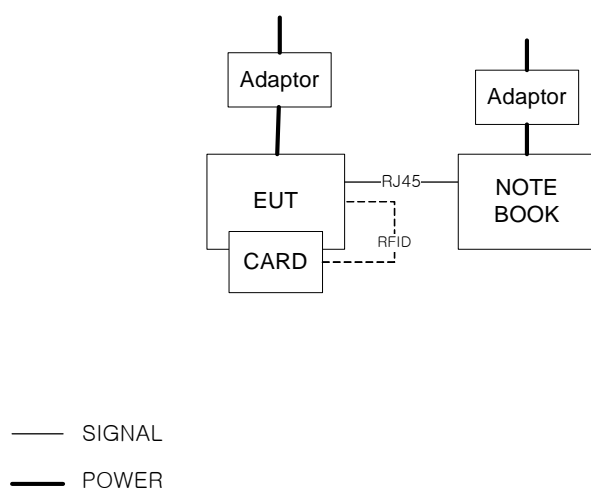 Adaptor
Adaptor
EUT
RJ45
NOTE
BOOK
RFID
CARD
SIGNAL
POWER